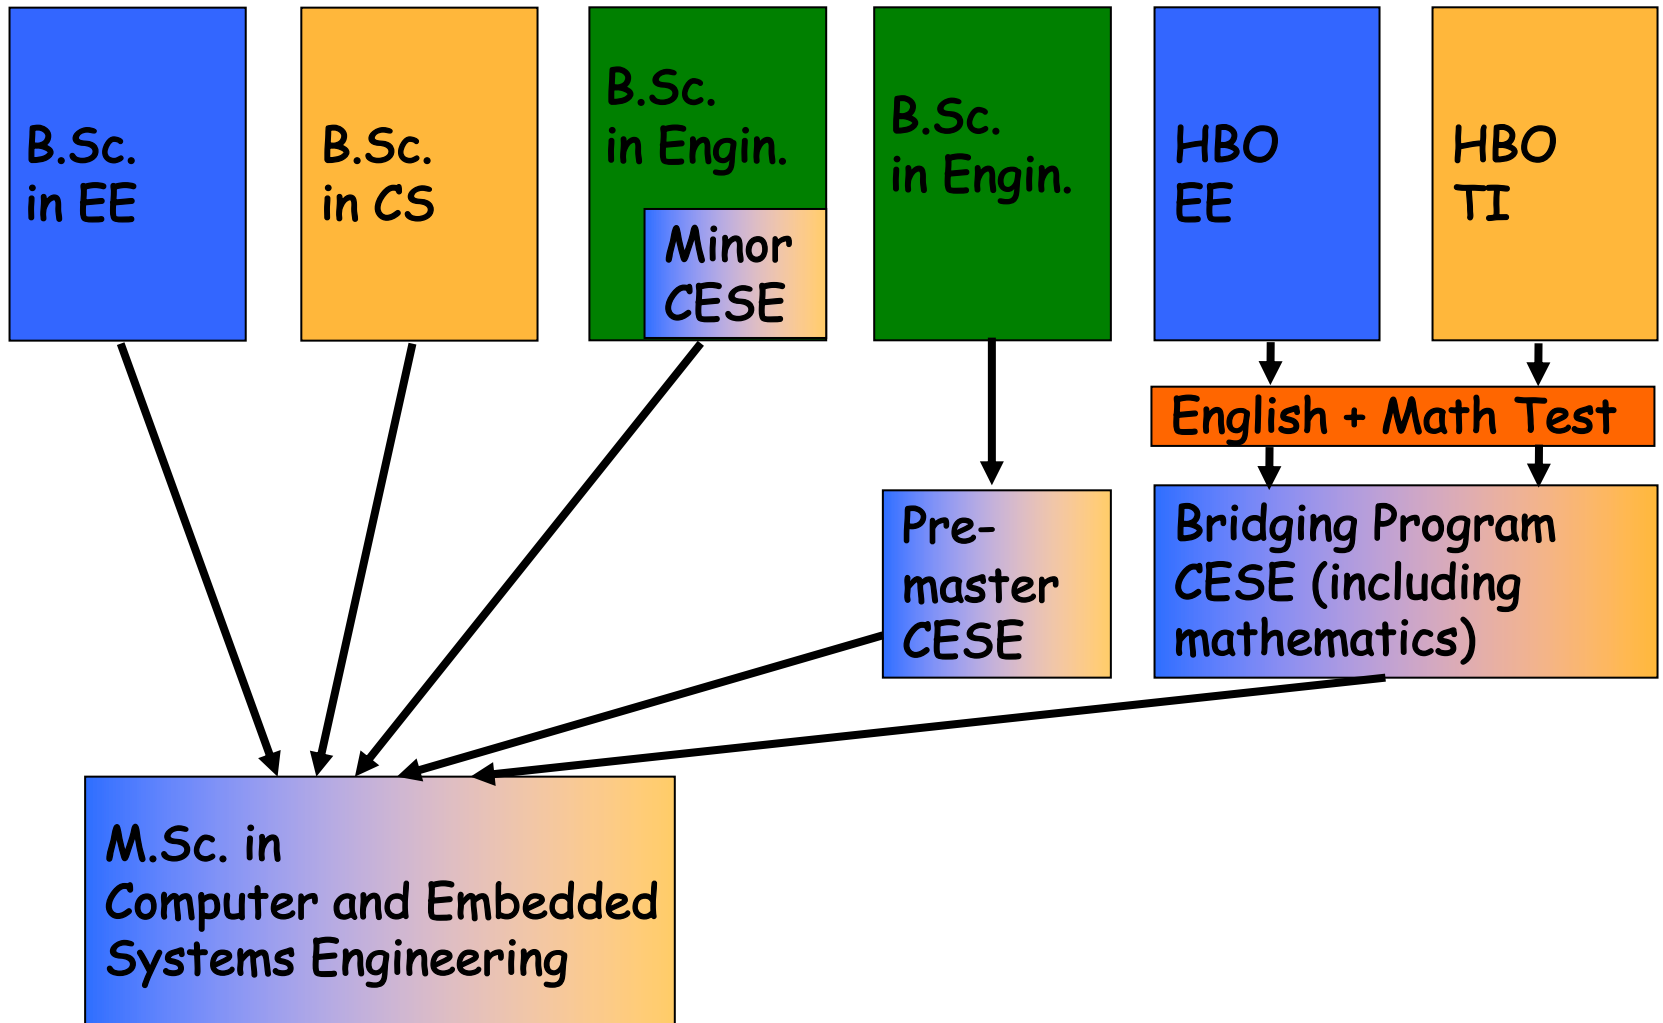 B.Sc.
in EE
B.Sc.
in CS
B.Sc.
in Engin.
Minor
CESE
B.Sc.
in Engin.
HBO
EE
HBO
TI
English + Math Test
Pre-
master
CESE
Bridging Program
CESE (including
mathematics)
M.Sc. in
Computer and Embedded
Systems Engineering